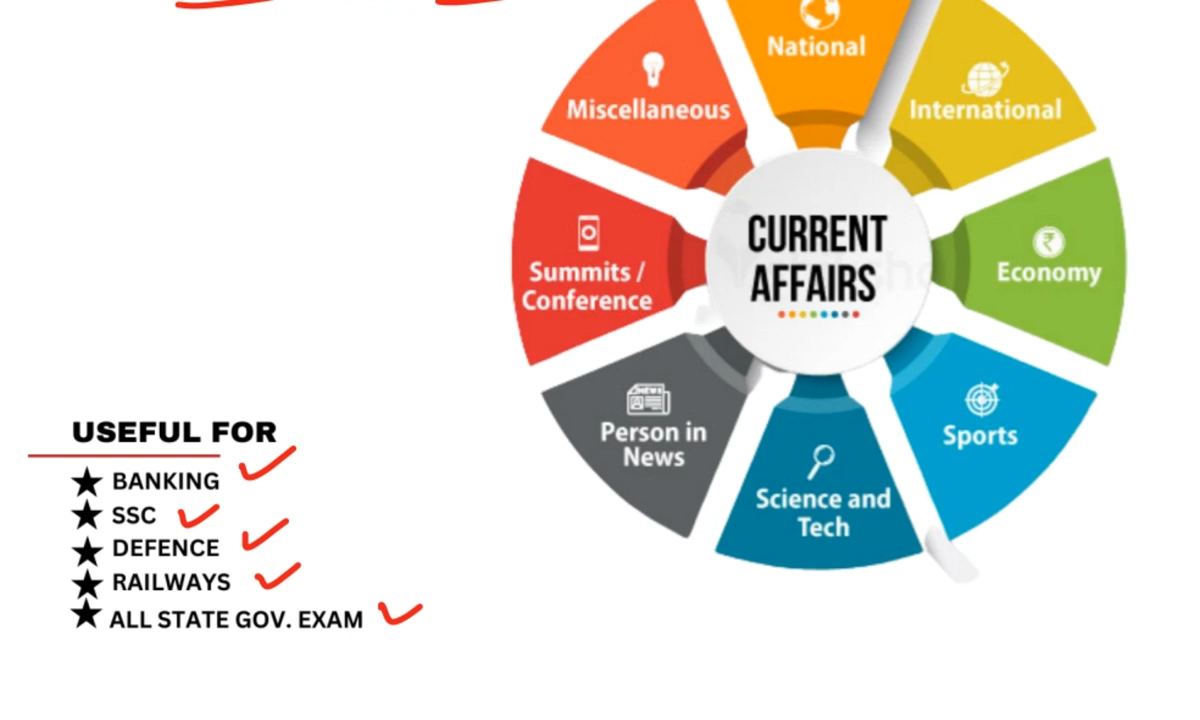 National
Miscellaneous
International
CURRENT
AFFAIRS
Summits /
Conference
Economy
Person in
News
Sports
Science and
Tech
USEFUL FOR
BANKING
SSC
DEFENCE
RAILWAYS
ALL STATE GOV. EXAM
NEWS
₹